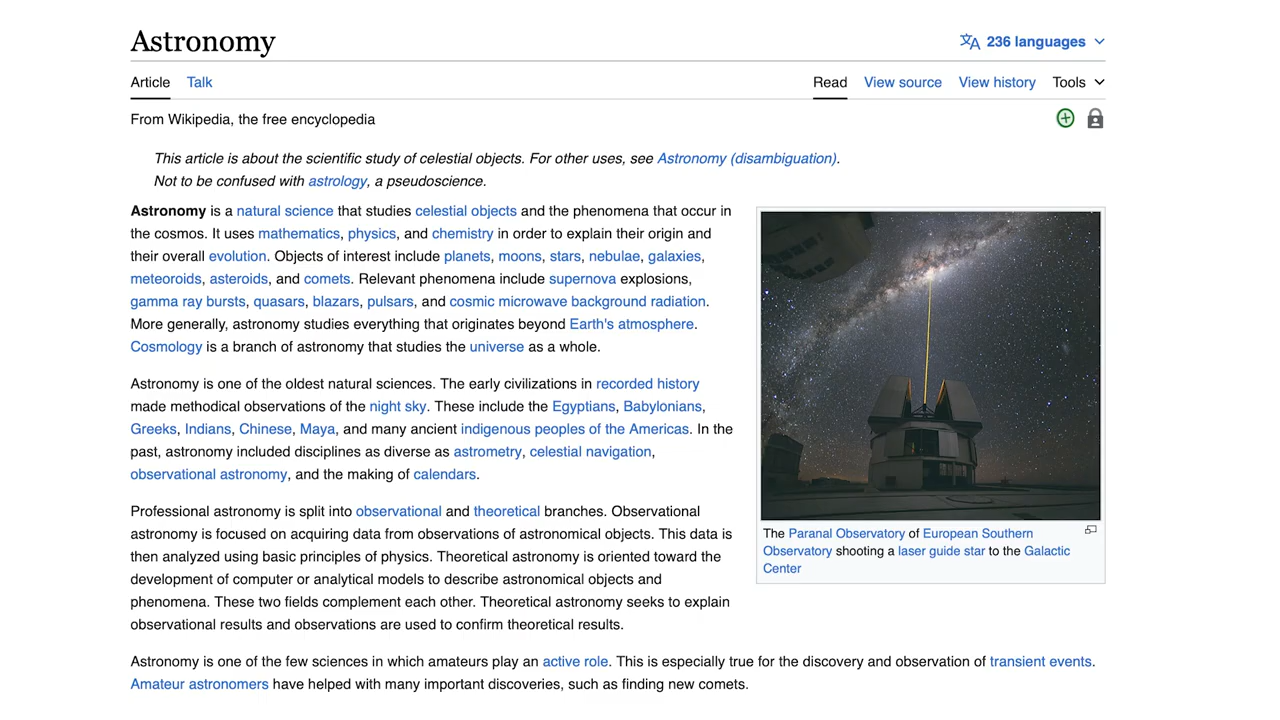 Astronomy
236 languages
Article Talk
Read View source View history Tools
From Wikipedia, the free encyclopedia
This article is about the scientific study of celestial objects. For other uses, see Astronomy (disambiguation).
Not to be confused with astrology, a pseudoscience.
Astronomy is a natural science that studies celestial objects and the phenomena that occur in
the cosmos. It uses mathematics, physics, and chemistry in order to explain their origin and
their overall evolution. Objects of interest include planets, moons, stars, nebulae, galaxies,
meteoroids, asteroids, and comets. Relevant phenomena include supernova explosions,
gamma ray bursts, quasars, blazars, pulsars, and cosmic microwave background radiation.
More generally, astronomy studies everything that originates beyond Earth's atmosphere.
Cosmology is a branch of astronomy that studies the universe as a whole.
Astronomy is one of the oldest natural sciences. The early civilizations in recorded history
made methodical observations of the night sky. These include the Egyptians, Babylonians,
Greeks, Indians, Chinese, Maya, and many ancient indigenous peoples of the Americas. In the
past, astronomy included disciplines as diverse as astrometry, celestial navigation,
observational astronomy, and the making of calendars.
Professional astronomy is split into observational and theoretical branches. Observational
astronomy is focused on acquiring data from observations of astronomical objects. This data is
then analyzed using basic principles of physics. Theoretical astronomy is oriented toward the
development of computer or analytical models to describe astronomical objects and
phenomena. These two fields complement each other. Theoretical astronomy seeks to explain
observational results and observations are used to confirm theoretical results.
The Paranal Observatory of European Southern
Observatory shooting a laser guide star to the Galactic
Center
Astronomy is one of the few sciences in which amateurs play an active role. This is especially true for the discovery and observation of transient events.
Amateur astronomers have helped with many important discoveries, such as finding new comets.